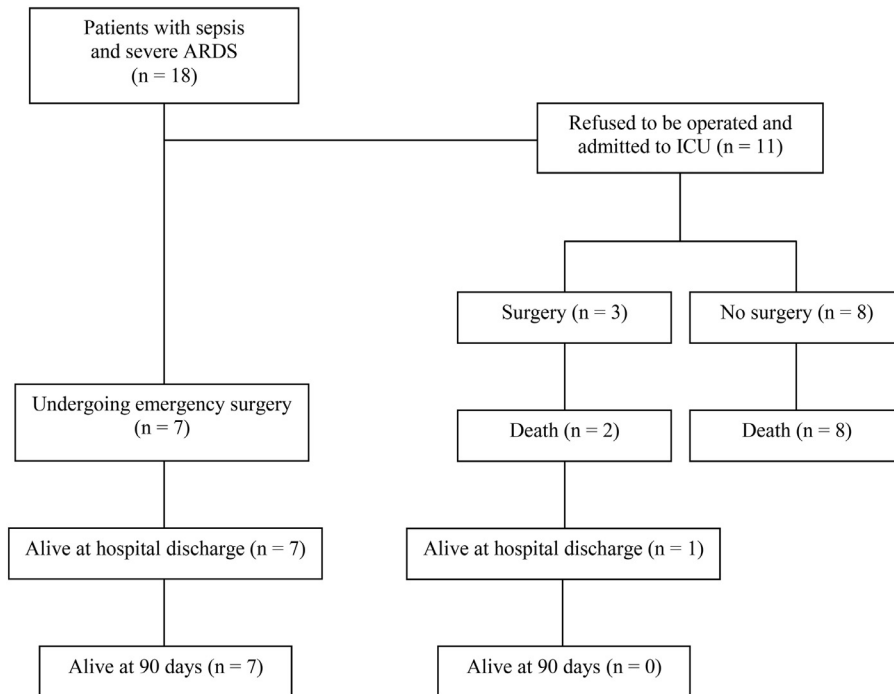 Patients with sepsis
and severe ARDS
(n = 18)
Refused to be operated and
admitted to ICU (n = 11)
Surgery (n = 3)
No surgery (n = 8)
Undergoing emergency surgery
(n = 7)
Death (n = 2)
Death (n = 8)
Alive at hospital discharge (n = 7)
Alive at hospital discharge (n = 1)
Alive at 90 days (n = 7)
Alive at 90 days (n = 0)